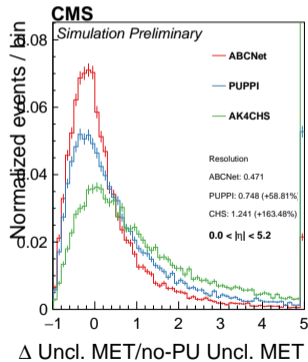 CMS
Simulation Preliminary
Normalized events / bin
0.08
0.06
0.04
0.02
0
ABCNet
PUPPI
AK4CHS
Resolution
ABCNet: 0.471
PUPPI: 0.748 (+58.81%)
CHS: 1.241 (+163.48%)
0.0 < |η| < 5.2
−1 0 1 2 3 4 5
Δ Uncl. MET/no-PU Uncl. MET